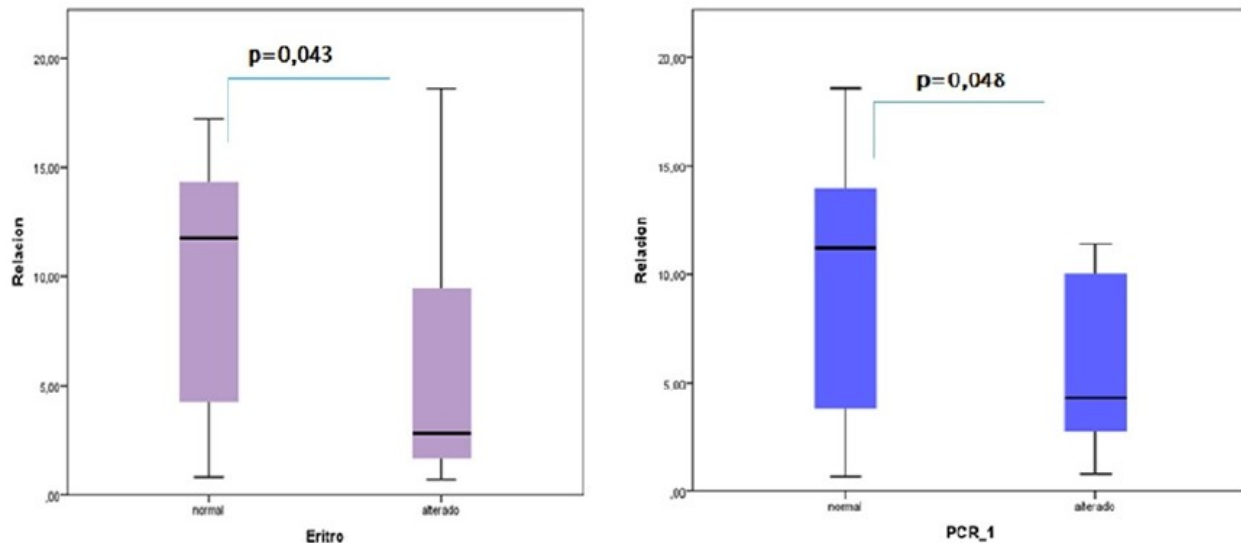 p=0,043
20,00
15,00
10,00
5,00
,00
Relacion
normal
alterado
Eritro
p=0,048
20,00
15,00
10,00
5,00
,00
Relacion
normal
alterado
PCR_1